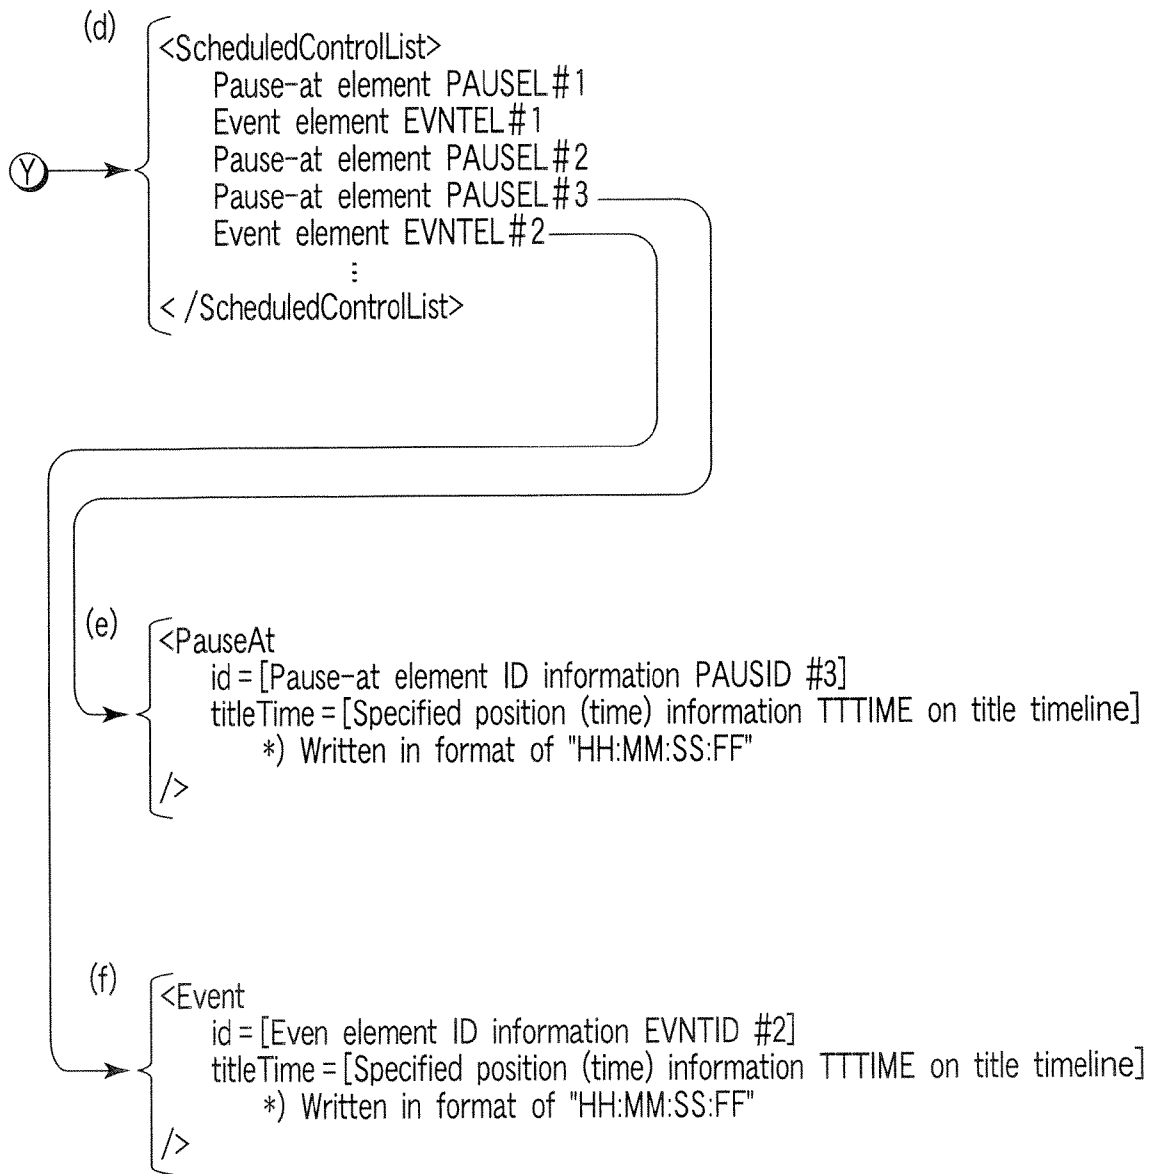 (d)
<ScheduledControlList>
Pause-at element PAUSEL#1
Event element EVNTEL#1
Pause-at element PAUSEL#2
Y
Pause-at element PAUSEL#3
Event element EVNTEL#2
⋮
< /ScheduledControlList>
(e)
<PauseAt
id = [Pause-at element ID information PAUSID #3]
titleTime = [Specified position (time) information TTTIME on title timeline]
*) Written in format of "HH:MM:SS:FF"
/>
(f)
<Event
id = [Even element ID information EVNTID #2]
titleTime = [Specified position (time) information TTTIME on title timeline]
*) Written in format of "HH:MM:SS:FF"
/>